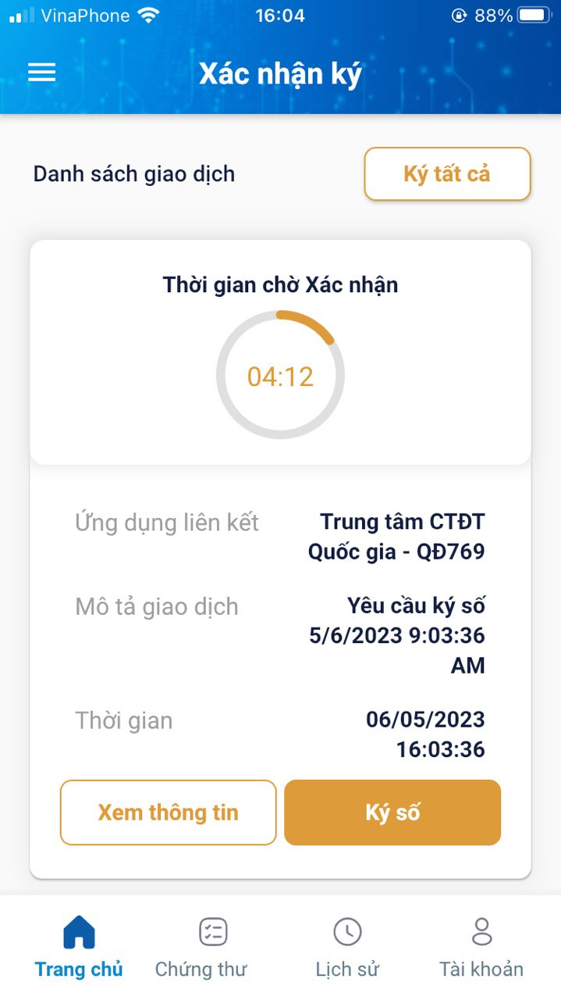 VinaPhone 16:04 88%
Xác nhận ký
Danh sách giao dịch
Ký tất cả
Thời gian chờ Xác nhận
04:12
Ứng dụng liên kết
Trung tâm CTĐT
Quốc gia - QĐ769
Mô tả giao dịch
Yêu cầu ký số
5/6/2023 9:03:36
AM
Thời gian
06/05/2023
16:03:36
Xem thông tin
Ký số
Trang chủ
Chứng thư
Lịch sử
Tài khoản